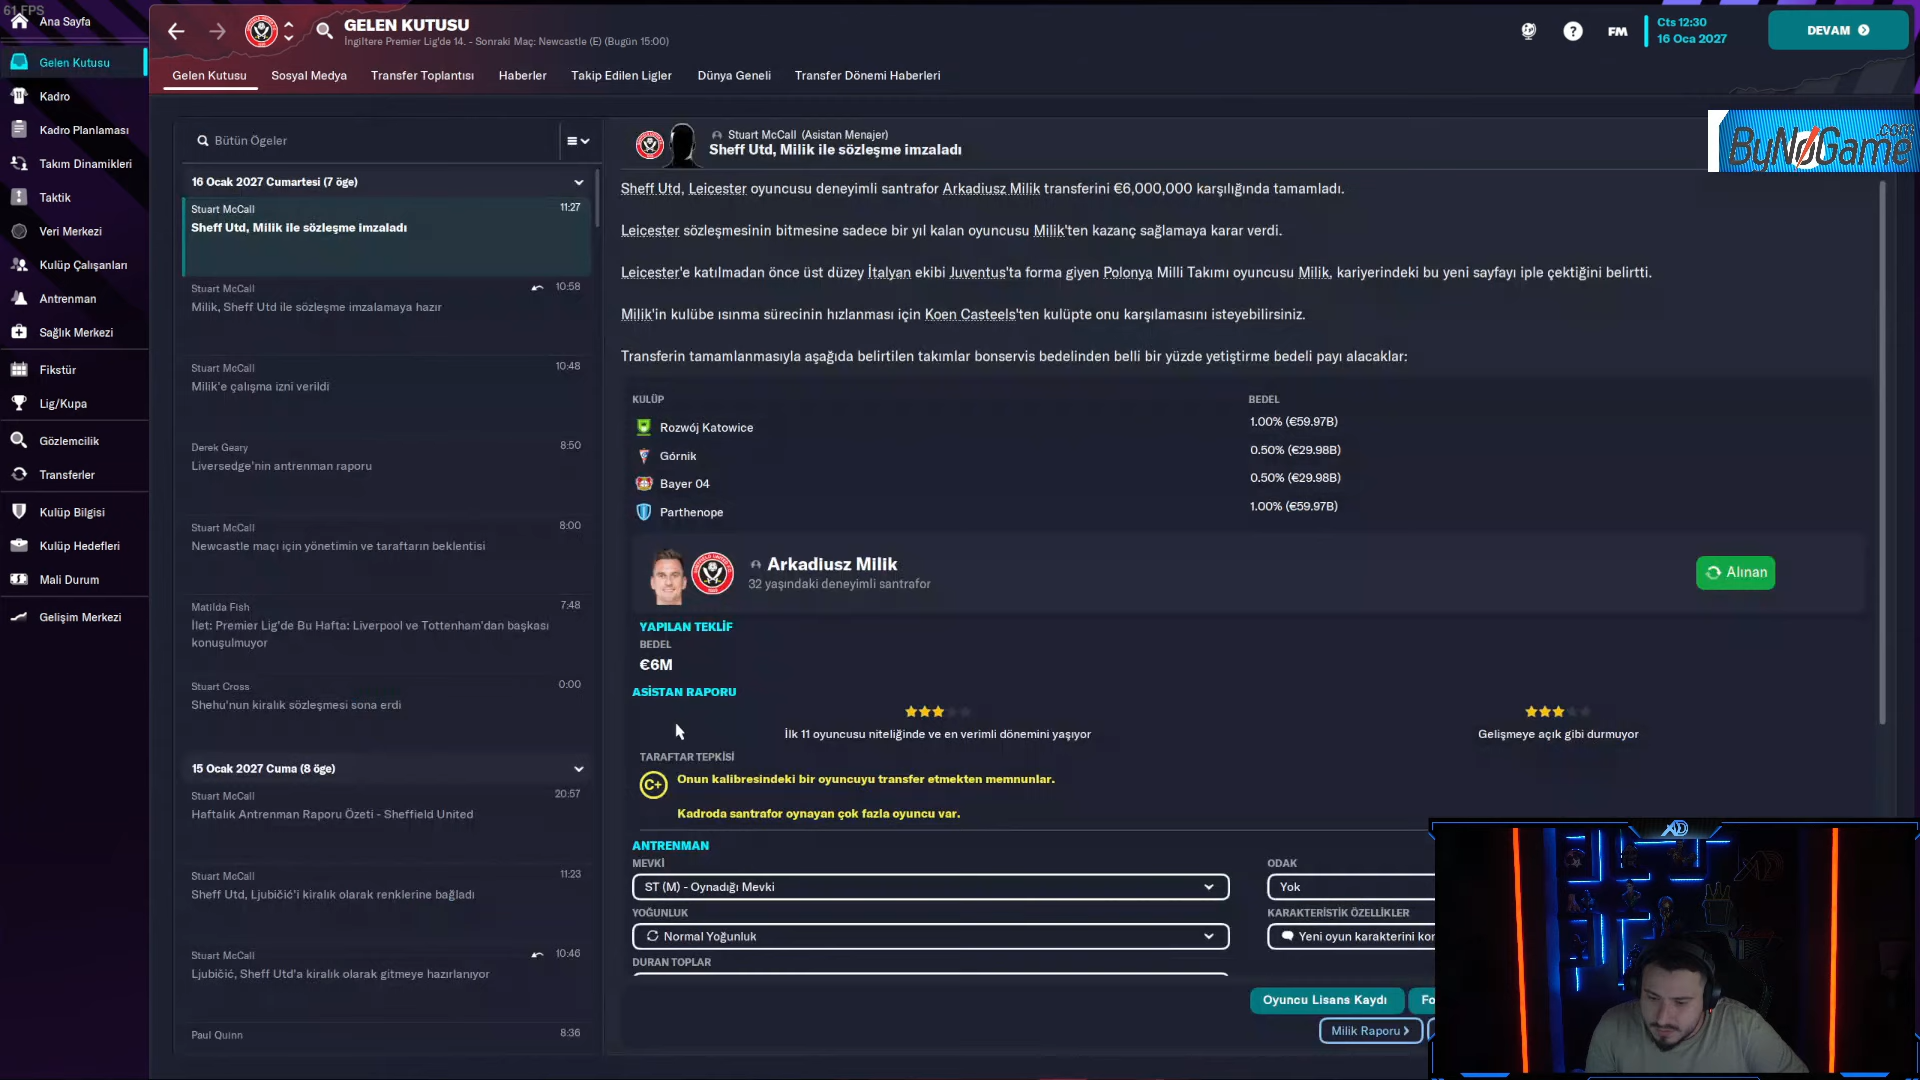 61 FPS
Ana Sayfa
Gelen Kutusu
Kadro
Kadro Planlaması
Takım Dinamikleri
Taktik
Veri Merkezi
Kulüp Çalışanları
Antrenman
Sağlık Merkezi
Fikstür
Lig/Kupa
Gözlemcilik
Transferler
Kulüp Bilgisi
Kulüp Hedefleri
Mali Durum
Gelişim Merkezi
GELEN KUTUSU
İngiltere Premier Lig'de 14. - Sonraki Maç: Newcastle (E) (Bugün 15:00)
FM
Cts 12:30
16 Oca 2027
DEVAM
Gelen Kutusu Sosyal Medya Transfer Toplantısı Haberler Takip Edilen Ligler Dünya Geneli Transfer Dönemi Haberleri
ByNoGame.com
Bütün Ögeler
16 Ocak 2027 Cumartesi (7 öge)
Stuart McCall 11:27
Sheff Utd, Milik ile sözleşme imzaladı
Stuart McCall 10:58
Milik, Sheff Utd ile sözleşme imzalamaya hazır
Stuart McCall 10:48
Milik'e çalışma izni verildi
Derek Geary 8:50
Liversedge'nin antrenman raporu
Stuart McCall 8:00
Newcastle maçı için yönetimin ve taraftarın beklentisi
Matilda Fish 7:48
İlet: Premier Lig'de Bu Hafta: Liverpool ve Tottenham'dan başkası
konuşulmuyor
Stuart Cross 0:00
Shehu'nun kiralık sözleşmesi sona erdi
15 Ocak 2027 Cuma (8 öge)
Stuart McCall 20:57
Haftalık Antrenman Raporu Özeti - Sheffield United
Stuart McCall 11:23
Sheff Utd, Ljubičić'i kiralık olarak renklerine bağladı
Stuart McCall 10:46
Ljubičić, Sheff Utd'a kiralık olarak gitmeye hazırlanıyor
Paul Quinn 8:36
Stuart McCall (Asistan Menajer)
Sheff Utd, Milik ile sözleşme imzaladı
Sheff Utd, Leicester oyuncusu deneyimli santrafor Arkadiusz Milik transferini €6,000,000 karşılığında tamamladı.
Leicester sözleşmesinin bitmesine sadece bir yıl kalan oyuncusu Milik'ten kazanç sağlamaya karar verdi.
Leicester'e katılmadan önce üst düzey İtalyan ekibi Juventus'ta forma giyen Polonya Milli Takımı oyuncusu Milik, kariyerindeki bu yeni sayfayı iple çektiğini belirtti.
Milik'in kulübe ısınma sürecinin hızlanması için Koen Casteels'ten kulüpte onu karşılamasını isteyebilirsiniz.
Transferin tamamlanmasıyla aşağıda belirtilen takımlar bonservis bedelinden belli bir yüzde yetiştirme bedeli payı alacaklar:
KULÜP BEDEL
Rozwój Katowice 1.00% (€59.97B)
Górnik 0.50% (€29.98B)
Bayer 04 0.50% (€29.98B)
Parthenope 1.00% (€59.97B)
Arkadiusz Milik
32 yaşındaki deneyimli santrafor
Alınan
YAPILAN TEKLİF
BEDEL
€6M
ASİSTAN RAPORU
İlk 11 oyuncusu niteliğinde ve en verimli dönemini yaşıyor
Gelişmeye açık gibi durmuyor
TARAFTAR TEPKİSİ
C+
Onun kalibresindeki bir oyuncuyu transfer etmekten memnunlar.
Kadroda santrafor oynayan çok fazla oyuncu var.
ANTRENMAN
MEVKİ ODAK
ST (M) - Oynadığı Mevki Yok
YOĞUNLUK KARAKTERİSTİK ÖZELLİKLER
Normal Yoğunluk Yeni oyun karakterini kor
DURAN TOPLAR
Oyuncu Lisans Kaydı Fo
Milik Raporu